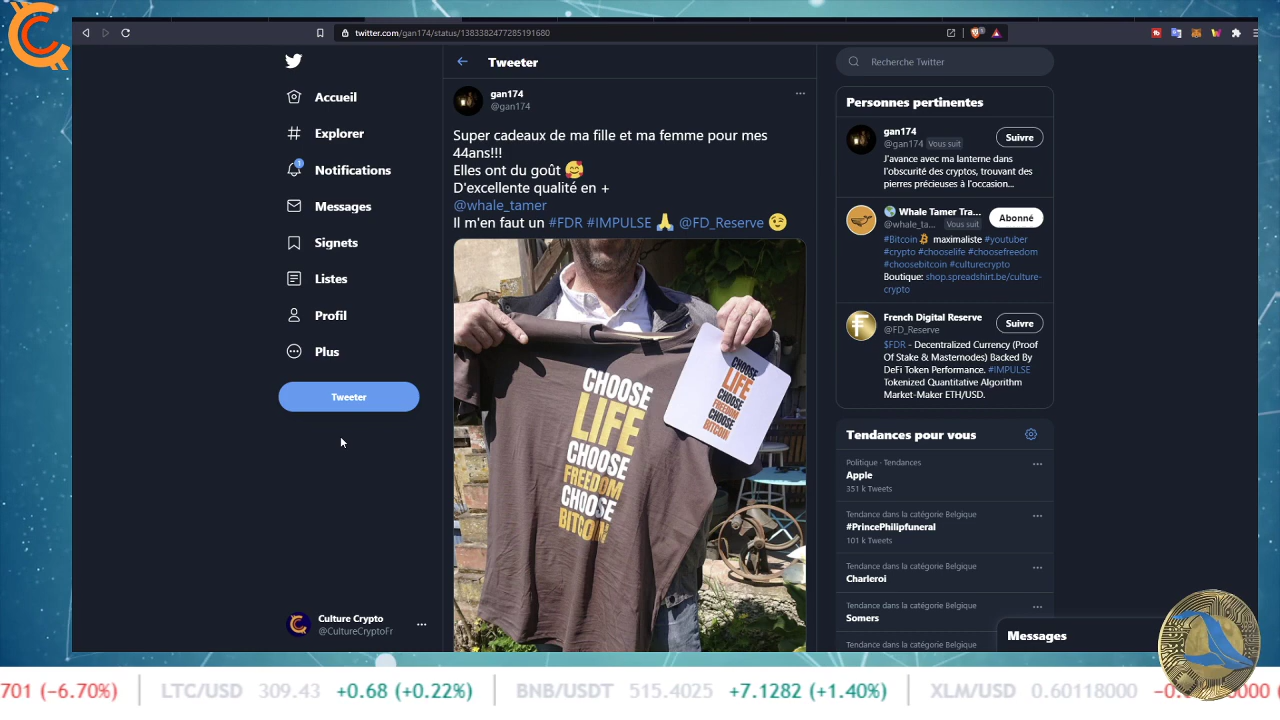 twitter.com/gan174/status/1383382477285191680
Accueil
Explorer
1
Notifications
Messages
Signets
Listes
Profil
Plus
Tweeter
Culture Crypto
@CultureCryptoFr
Tweeter
gan174
@gan174
Super cadeaux de ma fille et ma femme pour mes
44ans!!!
Elles ont du goût 🥰
D'excellente qualité en +
@whale_tamer
Il m'en faut un #FDR #IMPULSE 🙏 @FD_Reserve 😉
CHOOSE
LIFE
CHOOSE
FREEDOM
CHOOSE
BITCOIN
CHOOSE
LIFE
CHOOSE
FREEDOM
CHOOSE
BITCOIN
Recherche Twitter
Personnes pertinentes
gan174
@gan174 Vous suit
Suivre
J'avance avec ma lanterne dans
l'obscurité des cryptos, trouvant des
pierres précieuses à l'occasion...
Whale Tamer Tra...
@whale_ta... Vous suit
Abonné
#Bitcoin maximaliste #youtuber
#crypto #chooselife #choosefreedom
#choosebitcoin #culturecrypto
Boutique: shop.spreadshirt.be/culture-
crypto
French Digital Reserve
@FD_Reserve
Suivre
$FDR - Decentralized Currency (Proof
Of Stake & Masternodes) Backed By
DeFi Token Performance. #IMPULSE
Tokenized Quantitative Algorithm
Market-Maker ETH/USD.
Tendances pour vous
Politique · Tendances
Apple
351 k Tweets
Tendance dans la catégorie Belgique
#PrincePhilipfuneral
101 k Tweets
Tendance dans la catégorie Belgique
Charleroi
Tendance dans la catégorie Belgique
Somers
Tendance dans la catégorie Belgique
Messages
701 (−6.70%) LTC/USD 309.43 +0.68 (+0.22%) BNB/USDT 515.4025 +7.1282 (+1.40%) XLM/USD 0.60118000